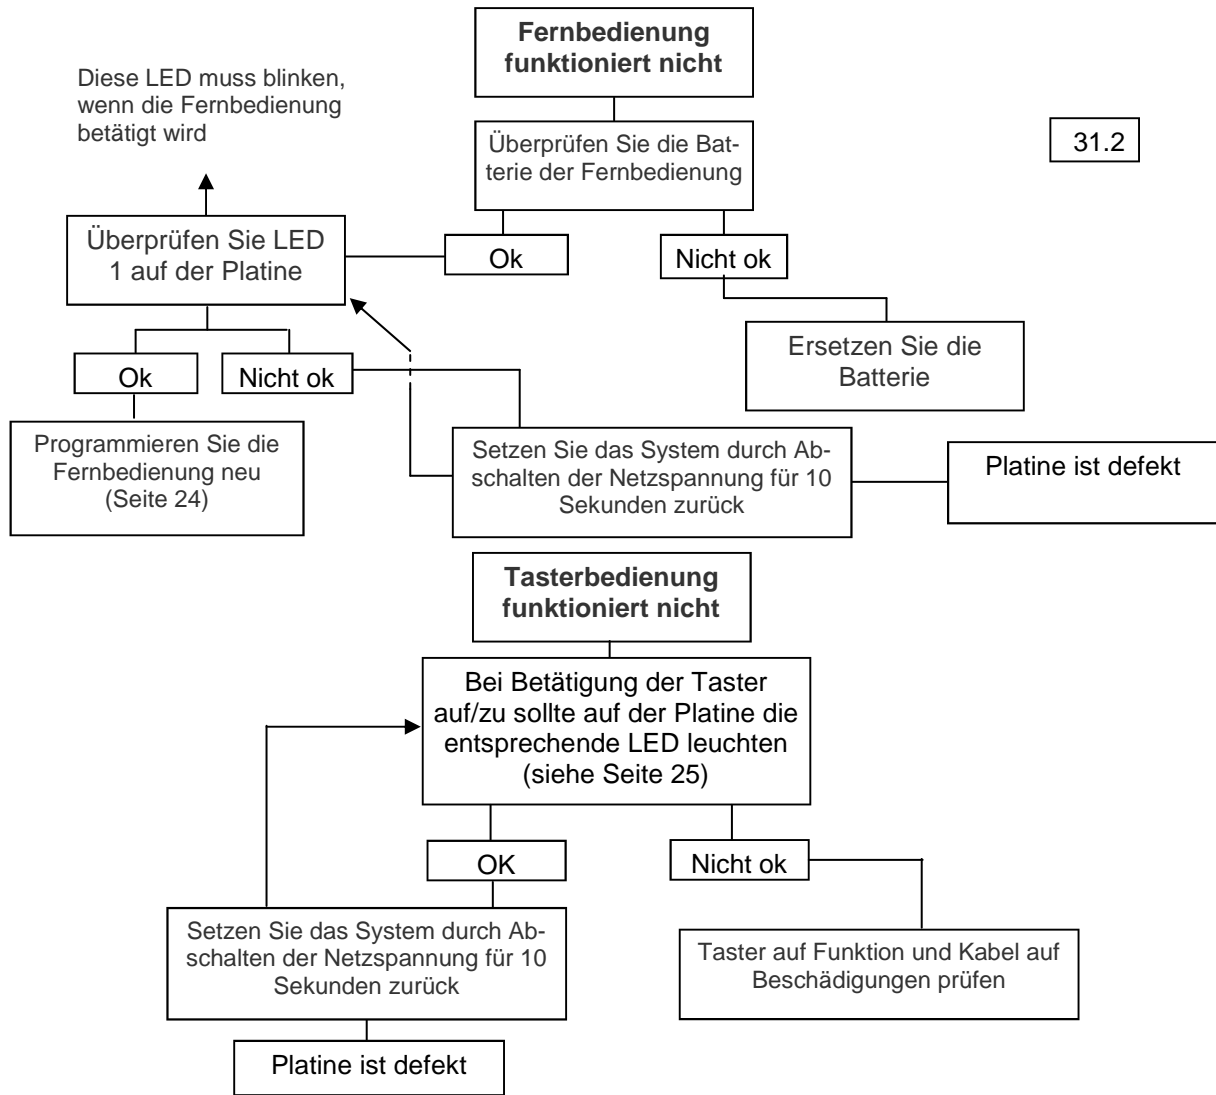 Fernbedienung
funktioniert nicht
Diese LED muss blinken,
wenn die Fernbedienung
betätigt wird
Überprüfen Sie die Bat-
terie der Fernbedienung
31.2
Überprüfen Sie LED
1 auf der Platine
Ok
Nicht ok
Ersetzen Sie die
Batterie
Ok
Nicht ok
Programmieren Sie die
Fernbedienung neu
(Seite 24)
Setzen Sie das System durch Ab-
schalten der Netzspannung für 10
Sekunden zurück
Platine ist defekt
Tasterbedienung
funktioniert nicht
Bei Betätigung der Taster
auf/zu sollte auf der Platine die
entsprechende LED leuchten
(siehe Seite 25)
OK
Nicht ok
Setzen Sie das System durch Ab-
schalten der Netzspannung für 10
Sekunden zurück
Taster auf Funktion und Kabel auf
Beschädigungen prüfen
Platine ist defekt